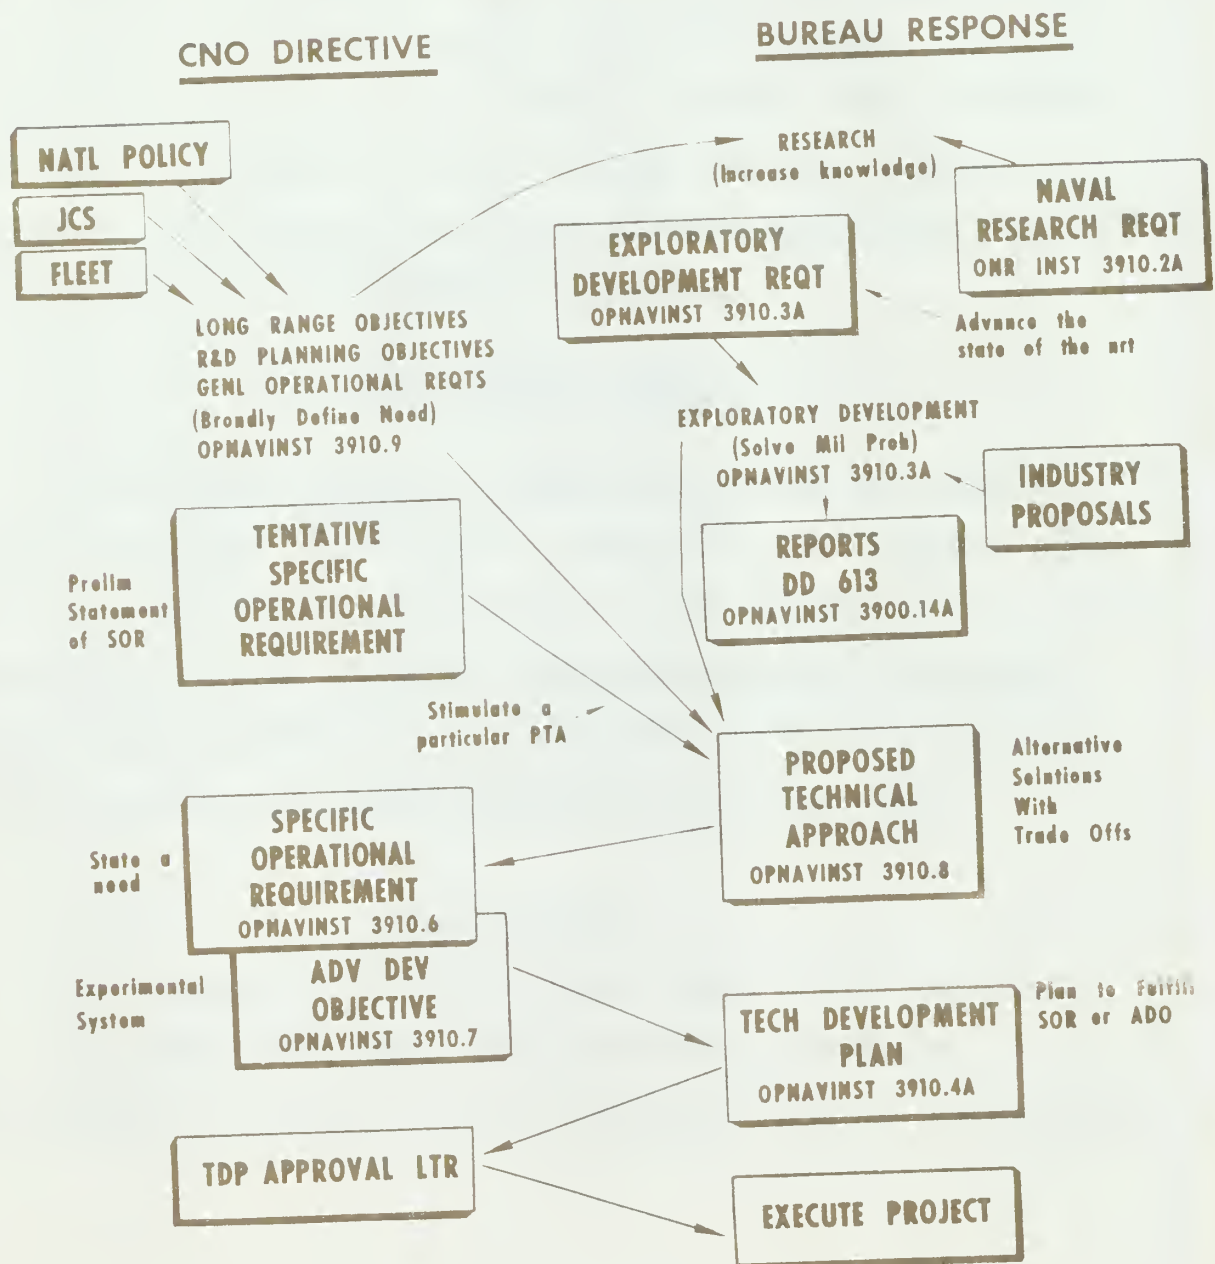 CNO DIRECTIVE
BUREAU RESPONSE
NATL POLICY
JCS
FLEET
LONG RANGE OBJECTIVES
R&D PLANNING OBJECTIVES
GENL OPERATIONAL REQTS
(Broadly Define Need)
OPNAVINST 3910.9
RESEARCH
(Increase knowledge)
NAVAL
RESEARCH REQT
ONR INST 3910.2A
EXPLORATORY
DEVELOPMENT REQT
OPNAVINST 3910.3A
Advance the
state of the art
EXPLORATORY DEVELOPMENT
(Solve Mil Prob)
OPNAVINST 3910.3A
INDUSTRY
PROPOSALS
REPORTS
DD 613
OPNAVINST 3900.14A
Prelim
Statement
of SOR
TENTATIVE
SPECIFIC
OPERATIONAL
REQUIREMENT
Stimulate a
particular PTA
PROPOSED
TECHNICAL
APPROACH
OPNAVINST 3910.8
Alternative
Solutions
With
Trade Offs
State a
need
SPECIFIC
OPERATIONAL
REQUIREMENT
OPNAVINST 3910.6
Experimental
System
ADV DEV
OBJECTIVE
OPNAVINST 3910.7
TECH DEVELOPMENT
PLAN
OPNAVINST 3910.4A
Plan to Fulfill
SOR or ADO
TDP APPROVAL LTR
EXECUTE PROJECT